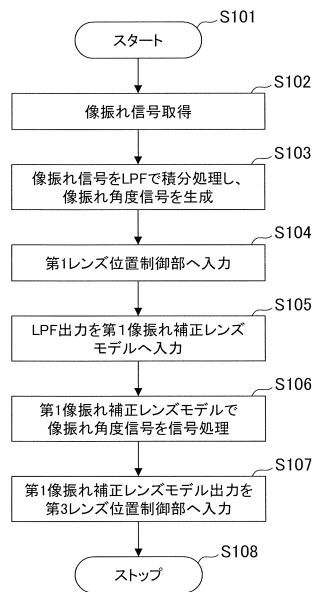 S101
スタート
S102
像振れ信号取得
S103
像振れ信号をLPFで積分処理し、
像振れ角度信号を生成
S104
第1レンズ位置制御部へ入力
S105
LPF出力を第1像振れ補正レンズ
モデルへ入力
S106
第1像振れ補正レンズモデルで
像振れ角度信号を信号処理
S107
第1像振れ補正レンズモデル出力を
第3レンズ位置制御部へ入力
S108
ストップ